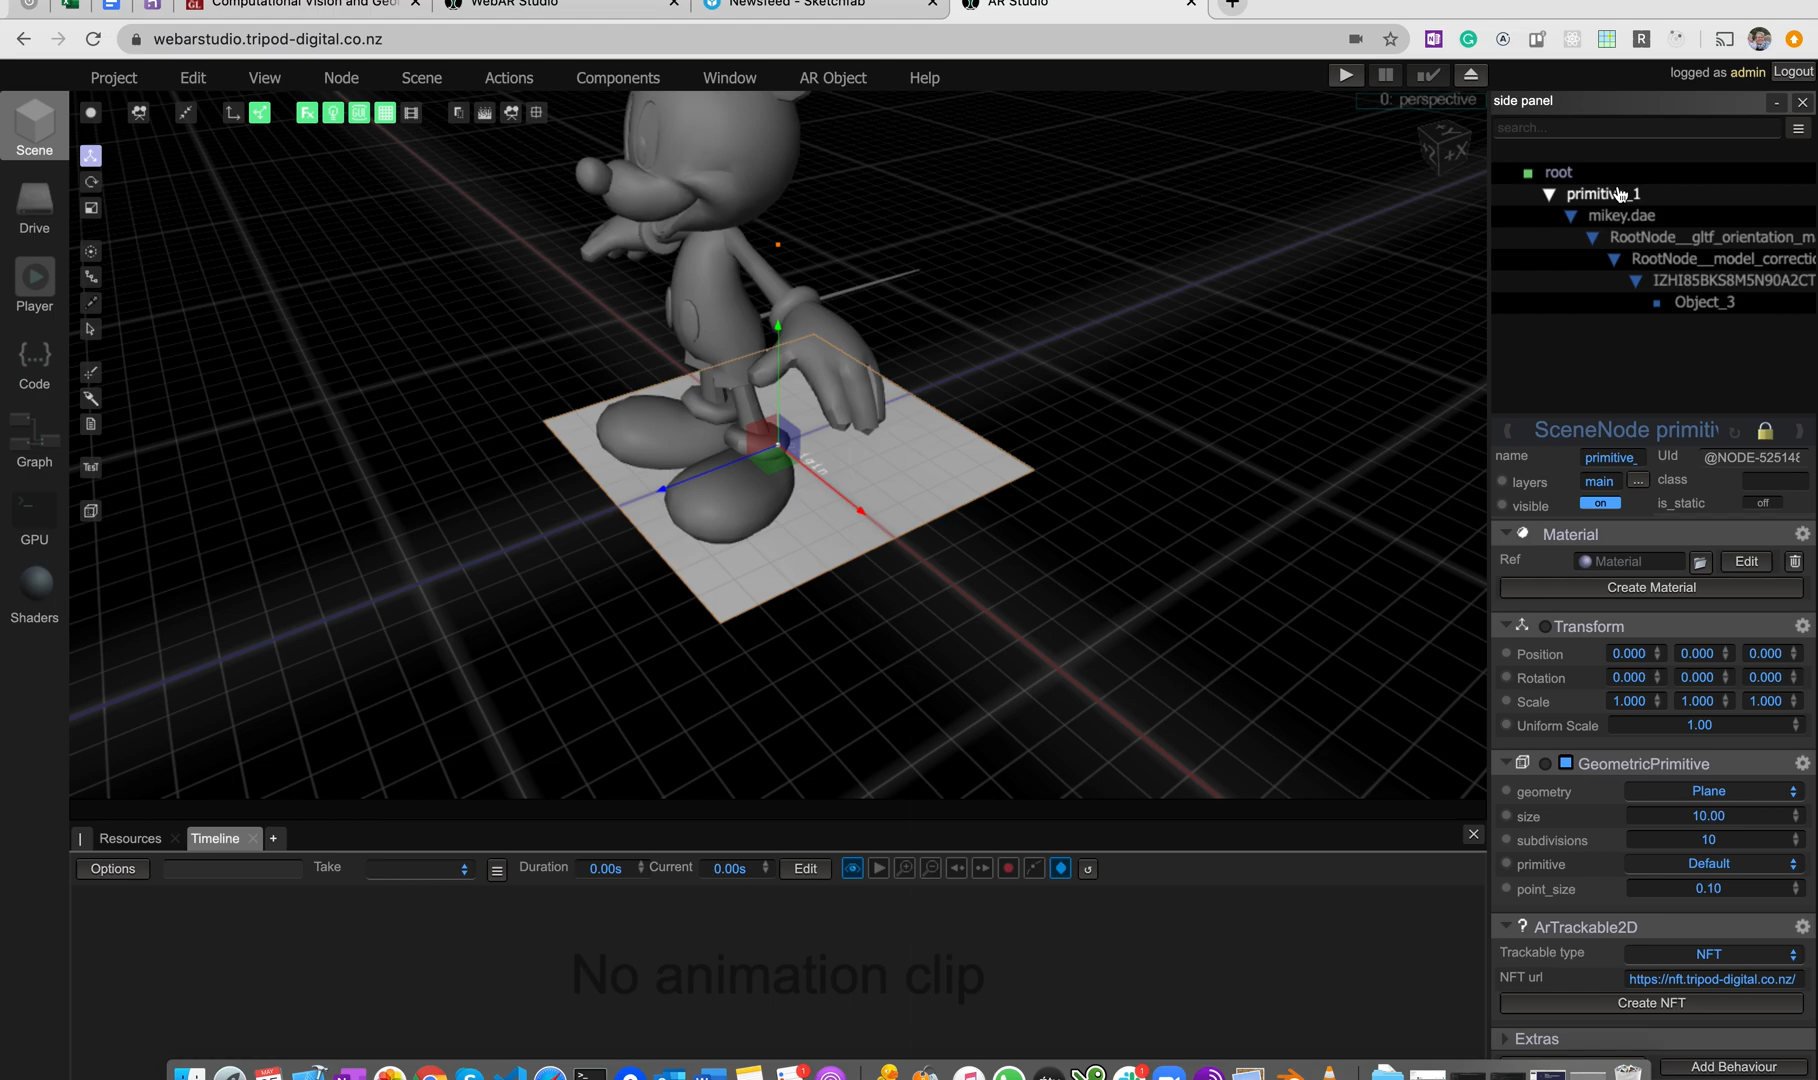 Computational Vision and Geo
WebAR Studio
Newsfeed - Sketchfab
AR Studio
webarstudio.tripod-digital.co.nz
Project Edit View Node Scene Actions Components Window AR Object Help
logged as admin Logout
0: perspective
side panel
search...
Scene
Drive
Player
Code
Graph
GPU
Shaders
Fx
TEST
+X
root
primitive_1
mikey.dae
RootNode__gltf_orientation_m
RootNode__model_correctio
IZHI85BKS8M5N90A2CT
Object_3
SceneNode primiti
name primitive_ UId @NODE-525148
layers main ... class
visible on is_static off
Material
Ref Material Edit
Create Material
Transform
Position 0.000 0.000 0.000
Rotation 0.000 0.000 0.000
Scale 1.000 1.000 1.000
Uniform Scale 1.00
GeometricPrimitive
geometry Plane
size 10.00
subdivisions 10
primitive Default
point_size 0.10
ArTrackable2D
Trackable type NFT
NFT url https://nft.tripod-digital.co.nz/
Create NFT
Extras
Add Behaviour
Resources Timeline +
Options Take Duration 0.00s Current 0.00s Edit
No animation clip
MAY
1
1